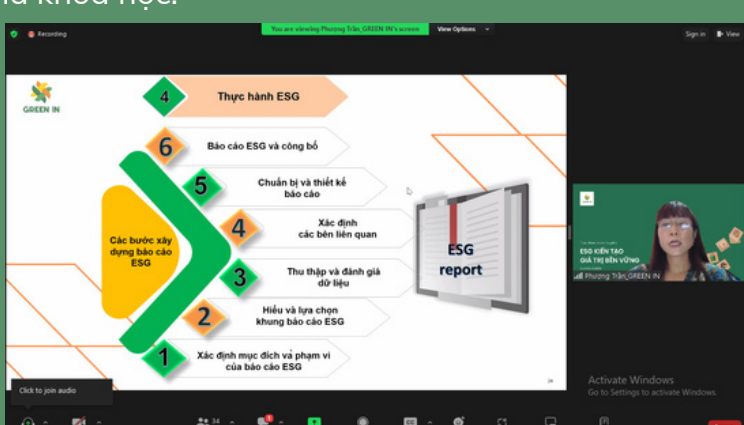 Recording
You are viewing Phương Trần_GREEN IN's screen
View Options
Sign in
View
GREEN IN
4
Thực hành ESG
6
Báo cáo ESG và công bố
5
Chuẩn bị và thiết kế
báo cáo
4
Xác định
các bên liên quan
Các bước xây
dựng báo cáo
ESG
3
Thu thập và đánh giá
dữ liệu
2
Hiểu và lựa chọn
khung báo cáo ESG
1
Xác định mục đích và phạm vi
của báo cáo ESG
ESG
report
ESG KIẾN TẠO
GIÁ TRỊ BỀN VỮNG
Phương Trần_GREEN IN
Click to join audio
34
Activate Windows
Go to Settings to activate Windows.